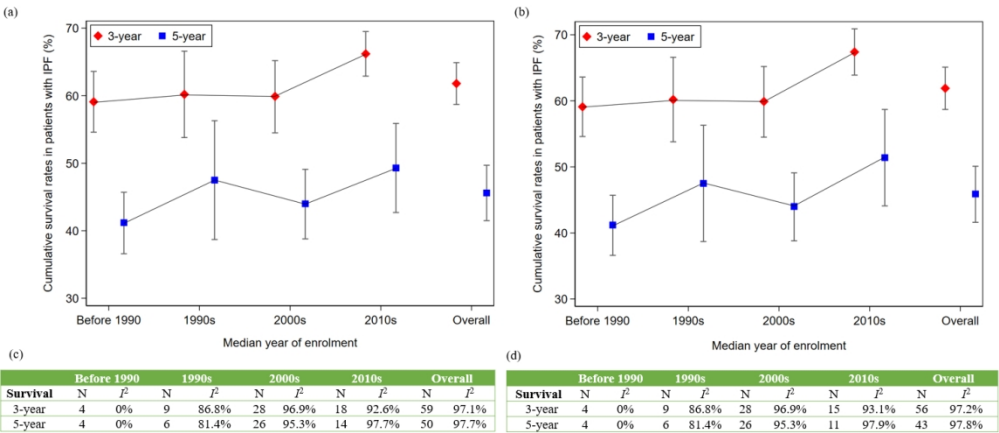 (a)
(b)
Cumulative survival rates in patients with IPF (%)
70
60
50
40
30
3-year 5-year
Before 1990 1990s 2000s 2010s Overall
Median year of enrolment
Cumulative survival rates in patients with IPF (%)
70
60
50
40
30
3-year 5-year
Before 1990 1990s 2000s 2010s Overall
Median year of enrolment
(c)
Before 1990 1990s 2000s 2010s Overall
Survival N I² N I² N I² N I² N I²
3-year 4 0% 9 86.8% 28 96.9% 18 92.6% 59 97.1%
5-year 4 0% 6 81.4% 26 95.3% 14 97.7% 50 97.7%
(d)
Before 1990 1990s 2000s 2010s Overall
Survival N I² N I² N I² N I² N I²
3-year 4 0% 9 86.8% 28 96.9% 15 93.1% 56 97.2%
5-year 4 0% 6 81.4% 26 95.3% 11 97.9% 43 97.8%